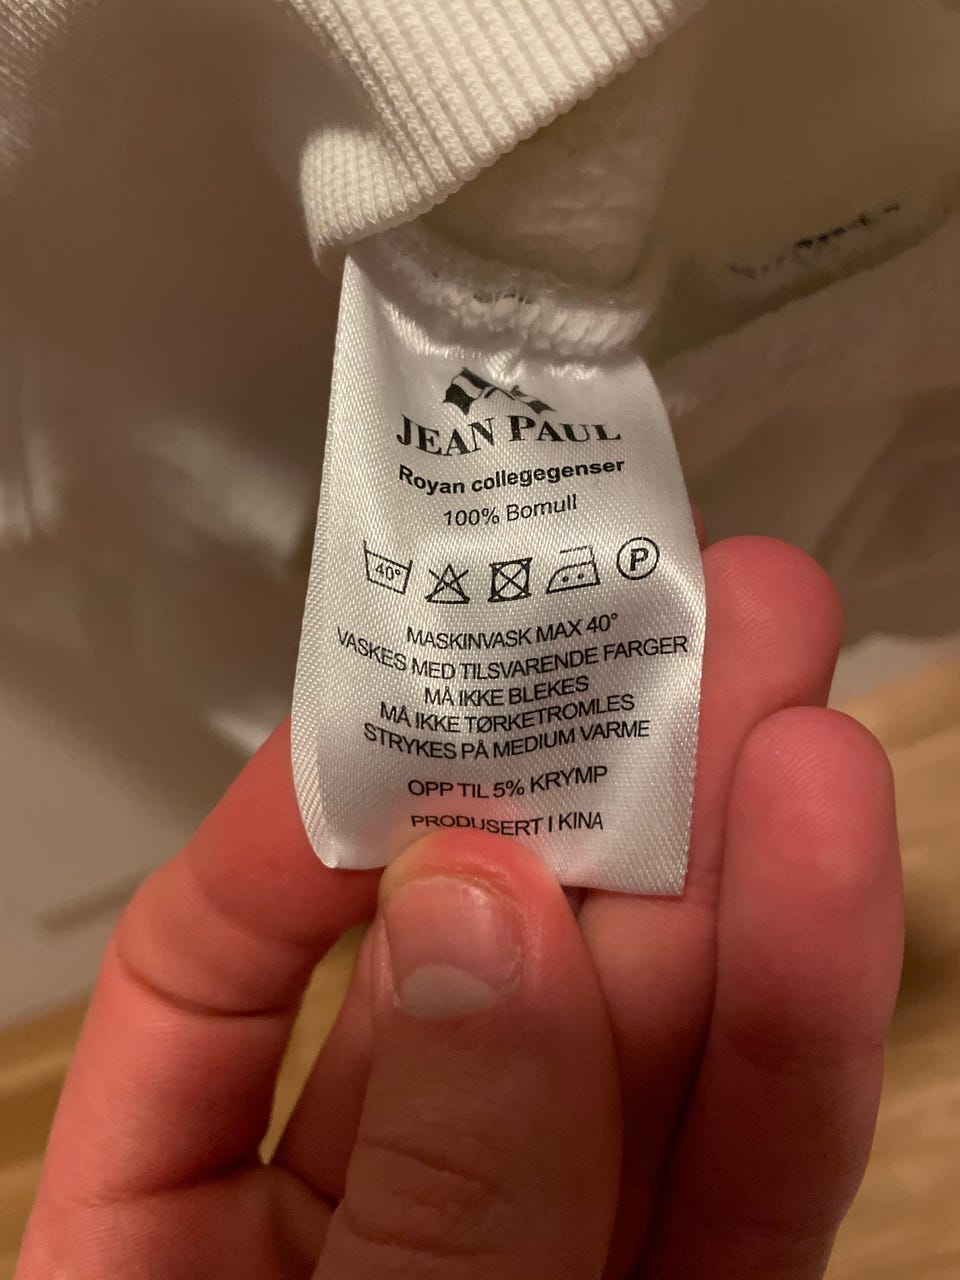 JEAN PAUL
Royan collegegenser
100% Bomull
40° P
MASKINVASK MAX 40°
VASKES MED TILSVARENDE FARGER
MÅ IKKE BLEKES
MÅ IKKE TØRKETROMLES
STRYKES PÅ MEDIUM VARME
OPP TIL 5% KRYMP
PRODUSERT I KINA